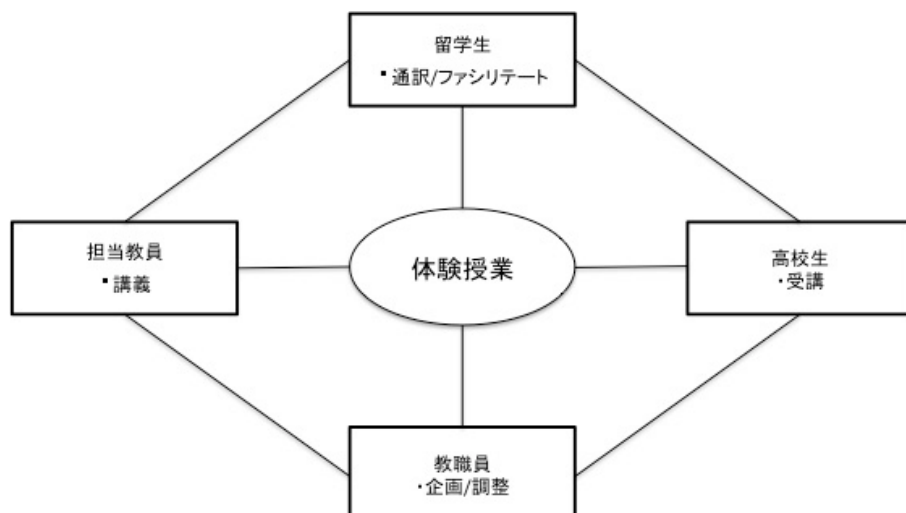 留学生
▪通訳/ファシリテート
担当教員
▪講義
体験授業
高校生
・受講
教職員
・企画/調整